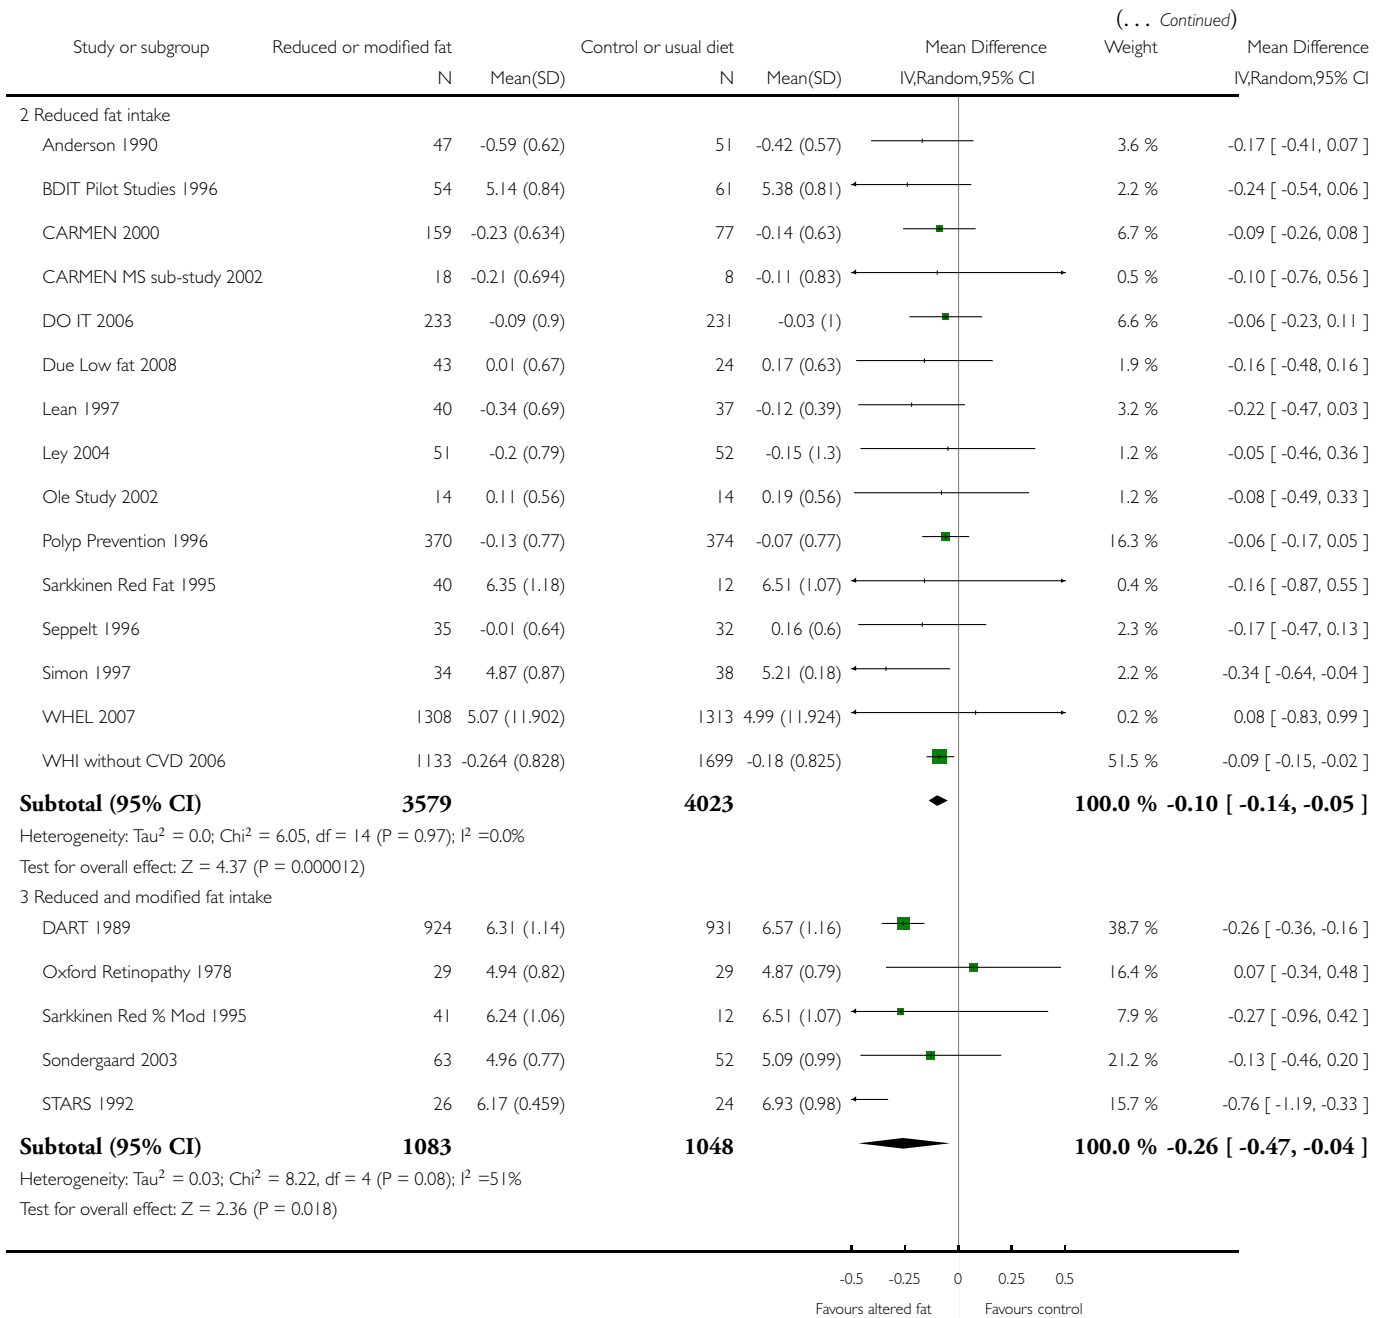 (. . . Continued)
Study or subgroup Reduced or modified fat Control or usual diet Mean Difference Weight Mean Difference
N Mean(SD) N Mean(SD) IV,Random,95% CI IV,Random,95% CI
2 Reduced fat intake
Anderson 1990 47 -0.59 (0.62) 51 -0.42 (0.57) 3.6 % -0.17 [ -0.41, 0.07 ]
BDIT Pilot Studies 1996 54 5.14 (0.84) 61 5.38 (0.81) 2.2 % -0.24 [ -0.54, 0.06 ]
CARMEN 2000 159 -0.23 (0.634) 77 -0.14 (0.63) 6.7 % -0.09 [ -0.26, 0.08 ]
CARMEN MS sub-study 2002 18 -0.21 (0.694) 8 -0.11 (0.83) 0.5 % -0.10 [ -0.76, 0.56 ]
DO IT 2006 233 -0.09 (0.9) 231 -0.03 (1) 6.6 % -0.06 [ -0.23, 0.11 ]
Due Low fat 2008 43 0.01 (0.67) 24 0.17 (0.63) 1.9 % -0.16 [ -0.48, 0.16 ]
Lean 1997 40 -0.34 (0.69) 37 -0.12 (0.39) 3.2 % -0.22 [ -0.47, 0.03 ]
Ley 2004 51 -0.2 (0.79) 52 -0.15 (1.3) 1.2 % -0.05 [ -0.46, 0.36 ]
Ole Study 2002 14 0.11 (0.56) 14 0.19 (0.56) 1.2 % -0.08 [ -0.49, 0.33 ]
Polyp Prevention 1996 370 -0.13 (0.77) 374 -0.07 (0.77) 16.3 % -0.06 [ -0.17, 0.05 ]
Sarkkinen Red Fat 1995 40 6.35 (1.18) 12 6.51 (1.07) 0.4 % -0.16 [ -0.87, 0.55 ]
Seppelt 1996 35 -0.01 (0.64) 32 0.16 (0.6) 2.3 % -0.17 [ -0.47, 0.13 ]
Simon 1997 34 4.87 (0.87) 38 5.21 (0.18) 2.2 % -0.34 [ -0.64, -0.04 ]
WHEL 2007 1308 5.07 (11.902) 1313 4.99 (11.924) 0.2 % 0.08 [ -0.83, 0.99 ]
WHI without CVD 2006 1133 -0.264 (0.828) 1699 -0.18 (0.825) 51.5 % -0.09 [ -0.15, -0.02 ]
Subtotal (95% CI) 3579 4023 100.0 % -0.10 [ -0.14, -0.05 ]
Heterogeneity: Tau² = 0.0; Chi² = 6.05, df = 14 (P = 0.97); I² =0.0%
Test for overall effect: Z = 4.37 (P = 0.000012)
3 Reduced and modified fat intake
DART 1989 924 6.31 (1.14) 931 6.57 (1.16) 38.7 % -0.26 [ -0.36, -0.16 ]
Oxford Retinopathy 1978 29 4.94 (0.82) 29 4.87 (0.79) 16.4 % 0.07 [ -0.34, 0.48 ]
Sarkkinen Red % Mod 1995 41 6.24 (1.06) 12 6.51 (1.07) 7.9 % -0.27 [ -0.96, 0.42 ]
Sondergaard 2003 63 4.96 (0.77) 52 5.09 (0.99) 21.2 % -0.13 [ -0.46, 0.20 ]
STARS 1992 26 6.17 (0.459) 24 6.93 (0.98) 15.7 % -0.76 [ -1.19, -0.33 ]
Subtotal (95% CI) 1083 1048 100.0 % -0.26 [ -0.47, -0.04 ]
Heterogeneity: Tau² = 0.03; Chi² = 8.22, df = 4 (P = 0.08); I² =51%
Test for overall effect: Z = 2.36 (P = 0.018)
-0.5 -0.25 0 0.25 0.5
Favours altered fat Favours control